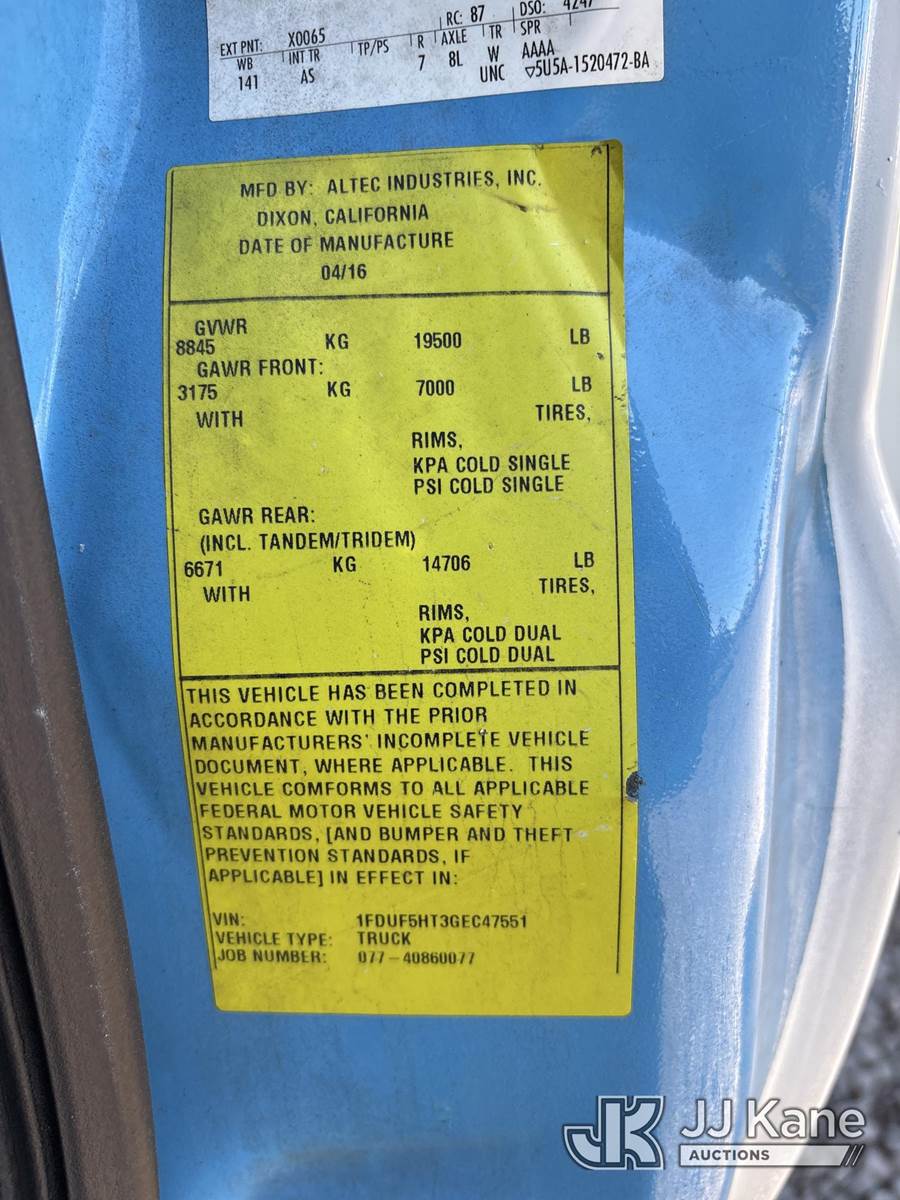 RC: 87 DSO: 4247
EXT PNT: X0065 R AXLE TR SPR
WB INT TR TP/PS 7 8L W AAAA
141 AS UNC ▽5U5A-1520472-BA
MFD BY: ALTEC INDUSTRIES, INC.
DIXON, CALIFORNIA
DATE OF MANUFACTURE
04/16
GVWR
8845 KG 19500 LB
GAWR FRONT:
3175 KG 7000 LB
WITH TIRES,
RIMS,
KPA COLD SINGLE
PSI COLD SINGLE
GAWR REAR:
(INCL. TANDEM/TRIDEM)
6671 KG 14706 LB
WITH TIRES,
RIMS,
KPA COLD DUAL
PSI COLD DUAL
THIS VEHICLE HAS BEEN COMPLETED IN
ACCORDANCE WITH THE PRIOR
MANUFACTURERS' INCOMPLETE VEHICLE
DOCUMENT, WHERE APPLICABLE. THIS
VEHICLE COMFORMS TO ALL APPLICABLE
FEDERAL MOTOR VEHICLE SAFETY
STANDARDS, [AND BUMPER AND THEFT
PREVENTION STANDARDS, IF
APPLICABLE] IN EFFECT IN:
VIN: 1FDUF5HT3GEC47551
VEHICLE TYPE: TRUCK
JOB NUMBER: 077-40860077
JK JJ Kane
AUCTIONS